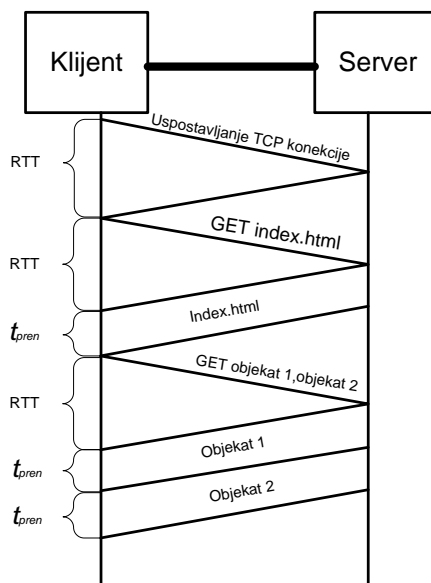 Klijent
Server
Uspostavljanje TCP konekcije
RTT
GET index.html
RTT
Index.html
tpren
GET objekat 1,objekat 2
RTT
Objekat 1
tpren
Objekat 2
tpren